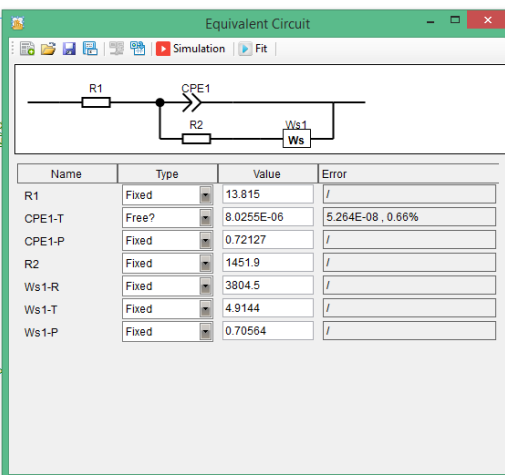 Equivalent Circuit
Simulation Fit
R1
CPE1
R2
Ws1
Ws
Name Type Value Error
R1 Fixed 13.815 /
CPE1-T Free? 8.0255E-06 5.264E-08 , 0.66%
CPE1-P Fixed 0.72127 /
R2 Fixed 1451.9 /
Ws1-R Fixed 3804.5 /
Ws1-T Fixed 4.9144 /
Ws1-P Fixed 0.70564 /